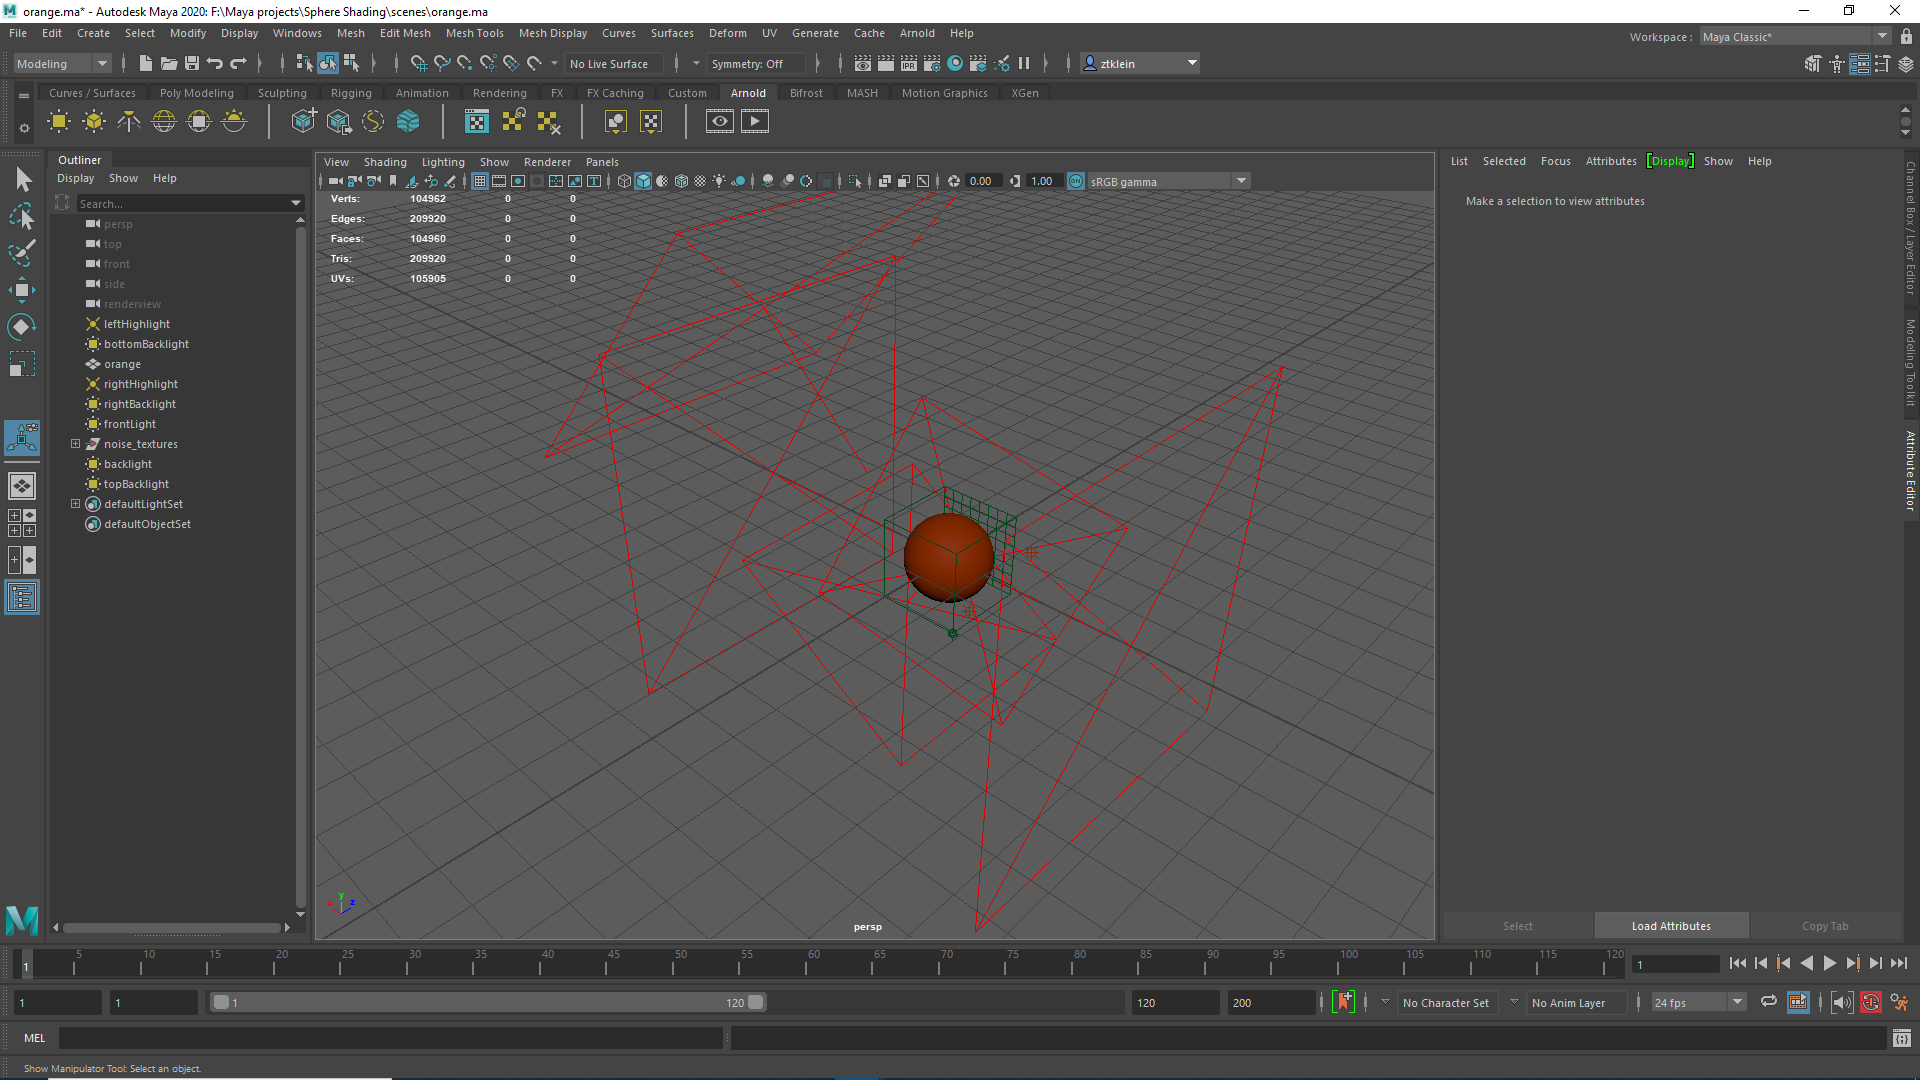 orange.ma* - Autodesk Maya 2020: F:\Maya projects\Sphere Shading\scenes\orange.ma
File Edit Create Select Modify Display Windows Mesh Edit Mesh Mesh Tools Mesh Display Curves Surfaces Deform UV Generate Cache Arnold Help
Workspace : Maya Classic*
Modeling No Live Surface Symmetry: Off IPR ztklein
Curves / Surfaces Poly Modeling Sculpting Rigging Animation Rendering FX FX Caching Custom Arnold Bifrost MASH Motion Graphics XGen
Outliner
Display Show Help
Search...
persp
top
front
side
renderview
leftHighlight
bottomBacklight
orange
rightHighlight
rightBacklight
frontLight
noise_textures
backlight
topBacklight
defaultLightSet
defaultObjectSet
View Shading Lighting Show Renderer Panels
0.00 1.00 ON sRGB gamma
Verts: 104962 0 0
Edges: 209920 0 0
Faces: 104960 0 0
Tris: 209920 0 0
UVs: 105905 0 0
y
x z
persp
List Selected Focus Attributes [Display] Show Help
Make a selection to view attributes
Select Load Attributes Copy Tab
Channel Box / Layer Editor
Modeling Toolkit
Attribute Editor
1 5 10 15 20 25 30 35 40 45 50 55 60 65 70 75 80 85 90 95 100 105 110 115 120 1
1 1 1 120 120 200 No Character Set No Anim Layer 24 fps
MEL
Show Manipulator Tool: Select an object.